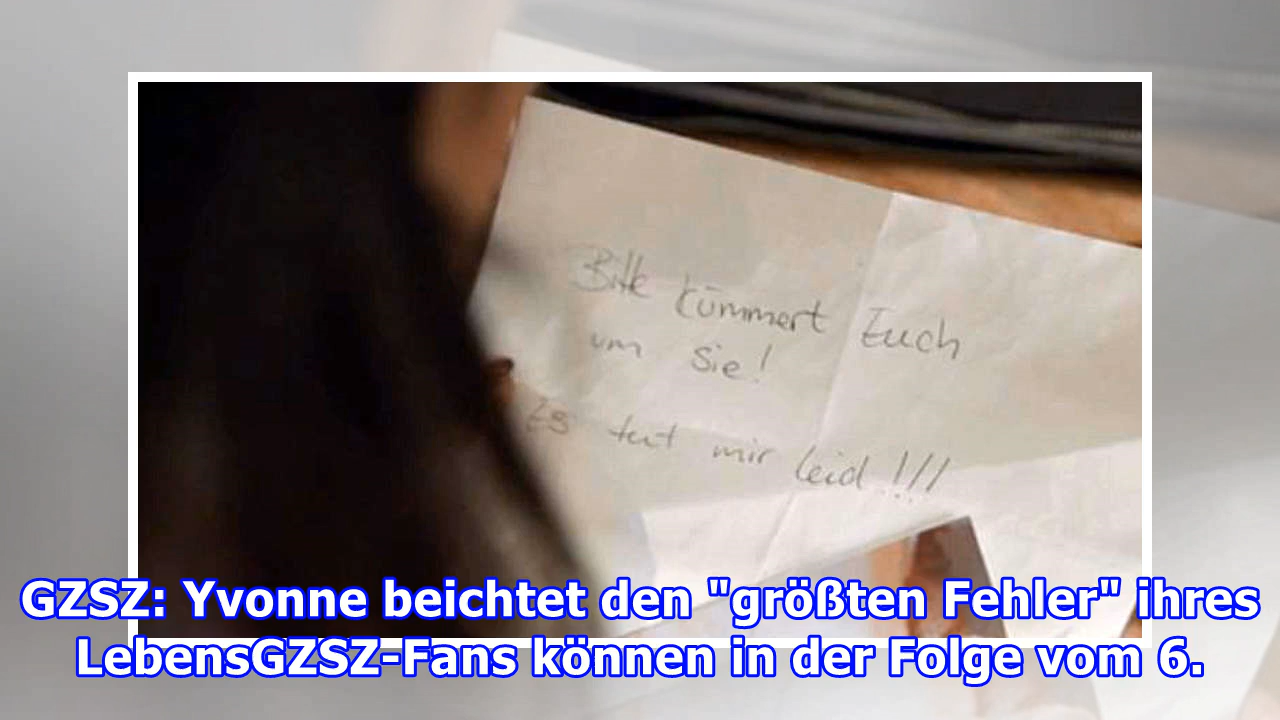 Bitte kümmert Euch
um sie!
Es tut mir leid!!!
GZSZ: Yvonne beichtet den "größten Fehler" ihres
LebensGZSZ-Fans können in der Folge vom 6.